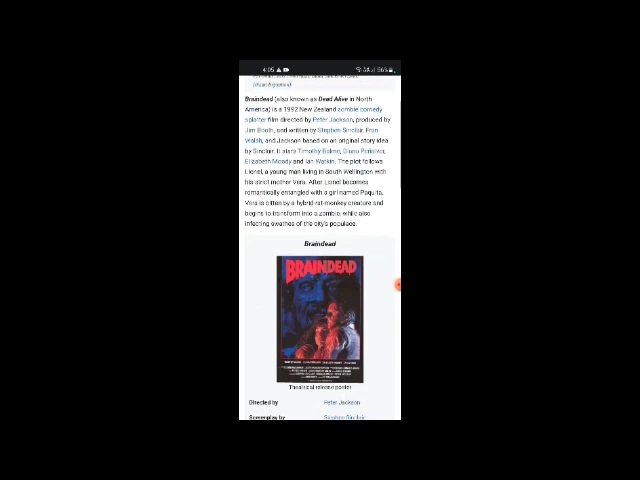 4:05
56%
Braindead (also known as Dead Alive in North
America) is a 1992 New Zealand zombie comedy
splatter film directed by Peter Jackson, produced by
Jim Booth, and written by Stephen Sinclair, Fran
Walsh, and Jackson based on an original story idea
by Sinclair. It stars Timothy Balme, Diana Peñalver,
Elizabeth Moody and Ian Watkin. The plot follows
Lionel, a young man living in South Wellington with
his strict mother Vera. After Lionel becomes
romantically entangled with a girl named Paquita,
Vera is bitten by a hybrid rat-monkey creature and
begins to transform into a zombie, while also
infecting swathes of the city's populace.
Braindead
BRAINDEAD
Theatrical release poster
Directed by Peter Jackson
Screenplay by Stephen Sinclair